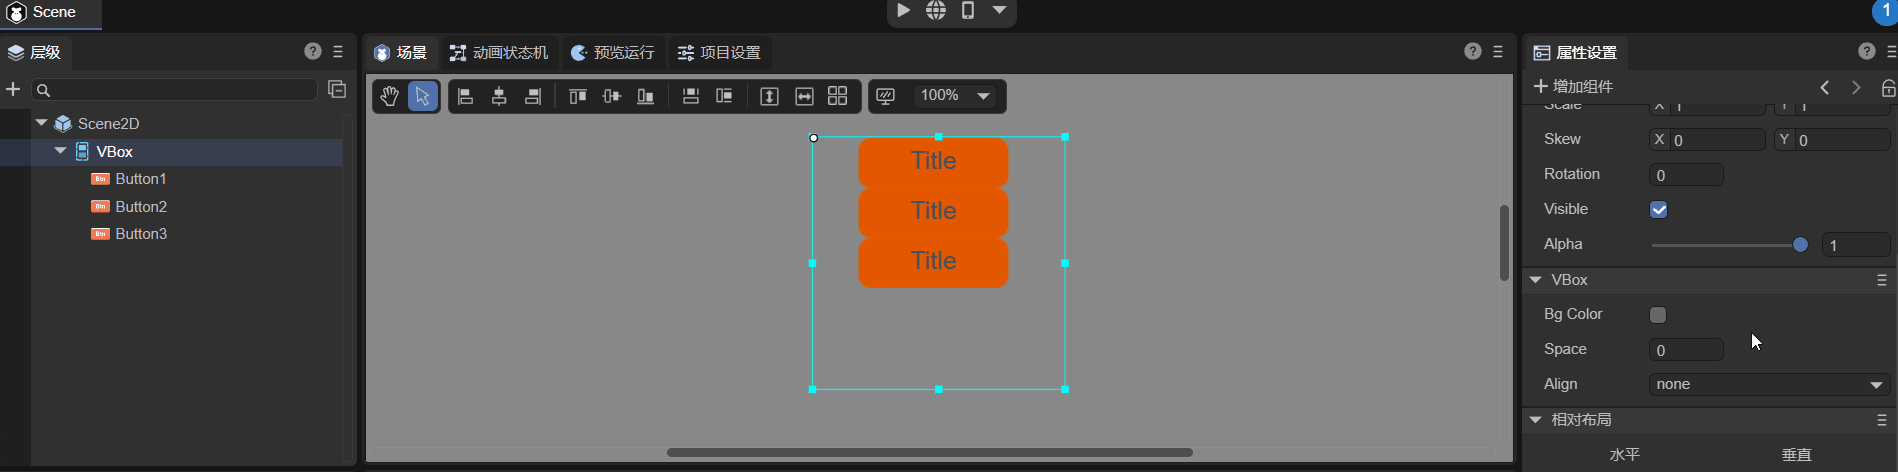 Scene
1
层级
场景
动画状态机
预览运行
项目设置
属性设置
增加组件
100%
Scene2D
VBox
Button1
Button2
Button3
Title
Title
Title
Scale X 1 Y 1
Skew X 0 Y 0
Rotation 0
Visible
Alpha 1
VBox
Bg Color
Space 0
Align none
相对布局
水平 垂直